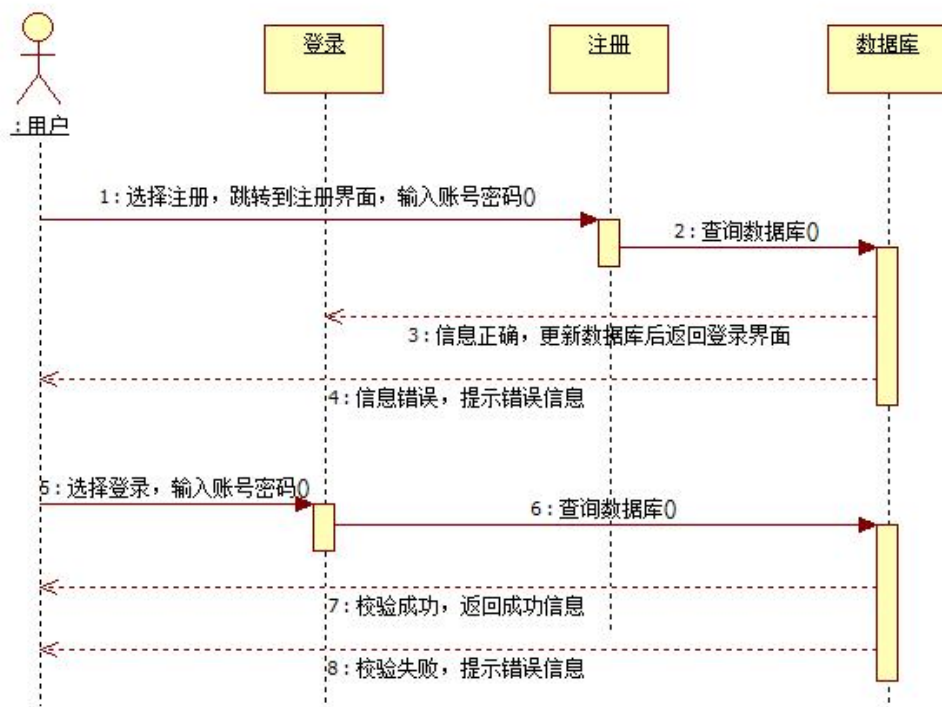 登录
注册
数据库
:用户
1:选择注册，跳转到注册界面，输入账号密码()
2:查询数据库()
3:信息正确，更新数据库后返回登录界面
4:信息错误，提示错误信息
5:选择登录，输入账号密码()
6:查询数据库()
7:校验成功，返回成功信息
8:校验失败，提示错误信息